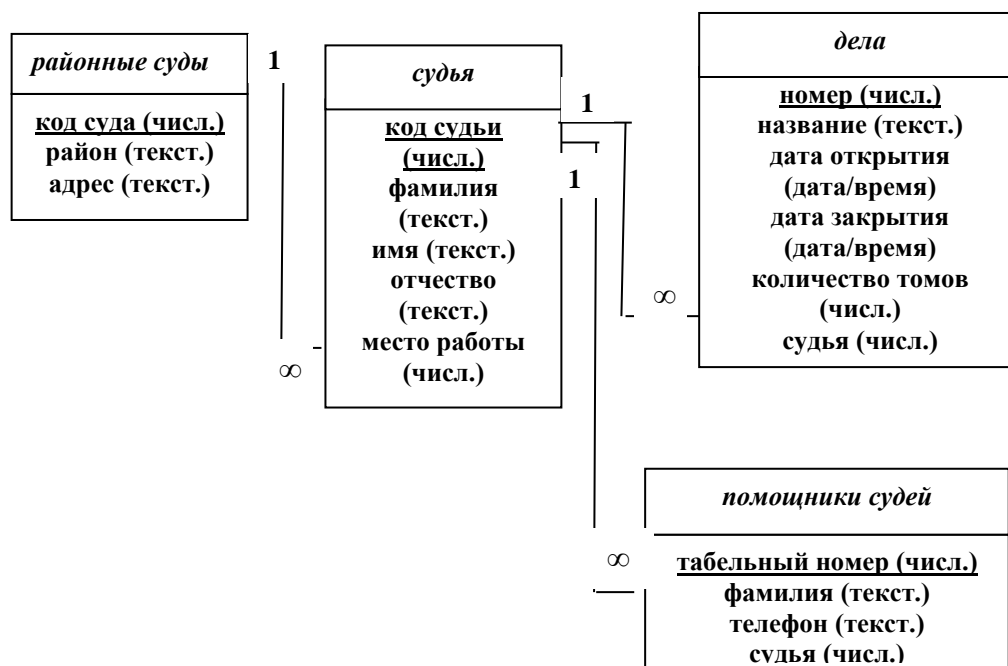 районные суды
код суда (числ.)
район (текст.)
адрес (текст.)
1
∞
судья
код судьи
(числ.)
фамилия
(текст.)
имя (текст.)
отчество
(текст.)
место работы
(числ.)
1
1
∞
дела
номер (числ.)
название (текст.)
дата открытия
(дата/время)
дата закрытия
(дата/время)
количество томов
(числ.)
судья (числ.)
∞
помощники судей
табельный номер (числ.)
фамилия (текст.)
телефон (текст.)
судья (числ.)